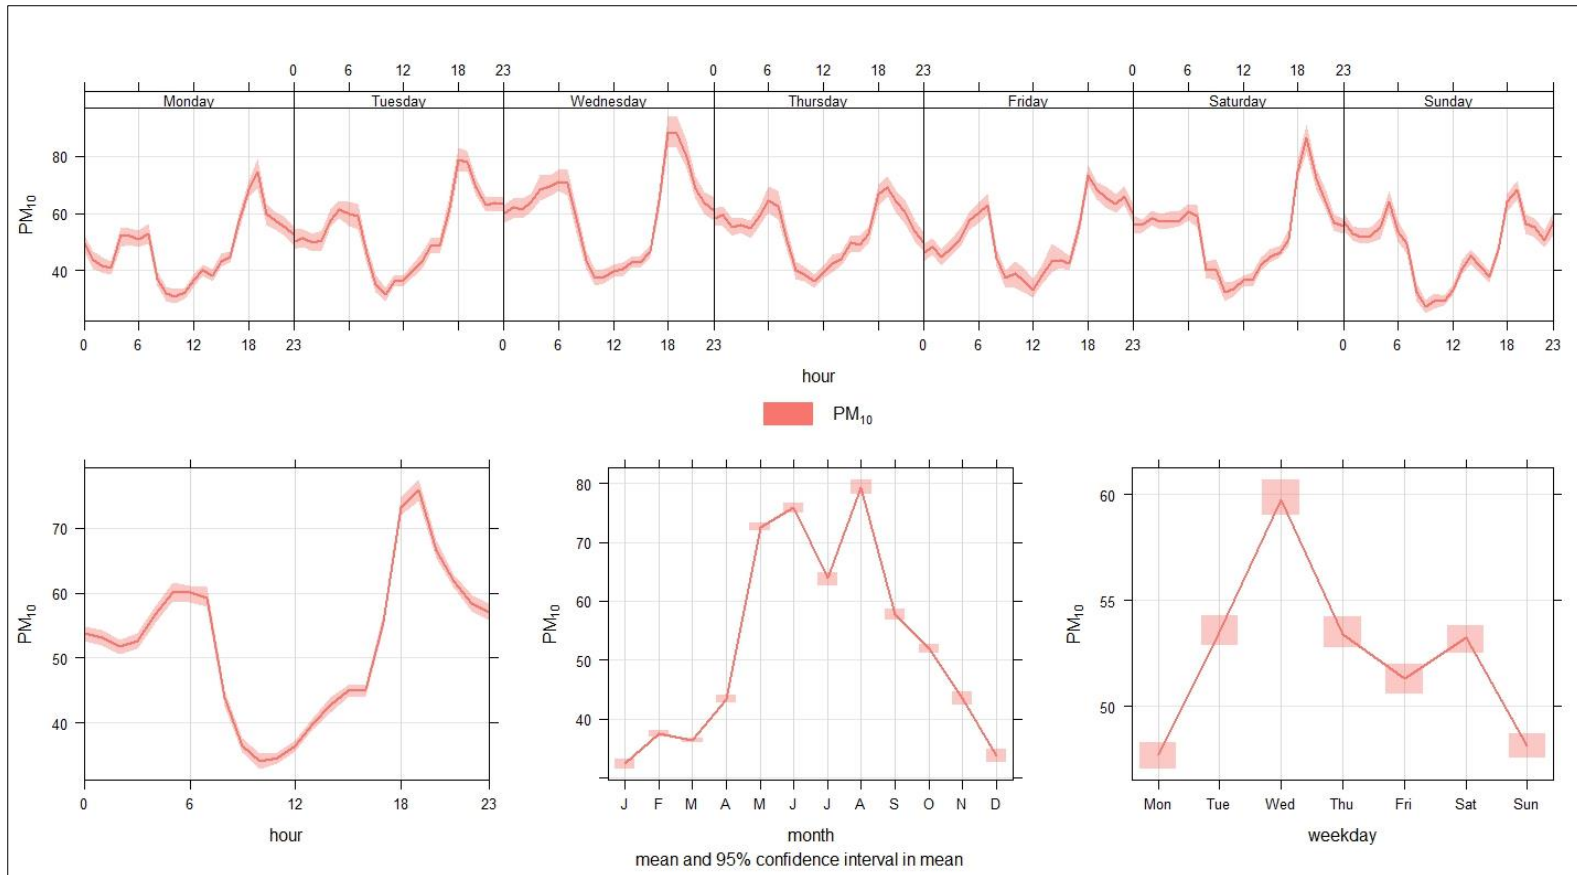 0 6 12 18 23 0 6 12 18 23 0 6 12 18 23
Monday Tuesday Wednesday Thursday Friday Saturday Sunday
80
60
40
PM10
0 6 12 18 23 0 6 12 18 23 0 6 12 18 23 0 6 12 18 23
hour
PM10
70
60
50
40
PM10
0 6 12 18 23
hour
80
70
60
50
40
PM10
J F M A M J J A S O N D
month
mean and 95% confidence interval in mean
60
55
50
PM10
Mon Tue Wed Thu Fri Sat Sun
weekday